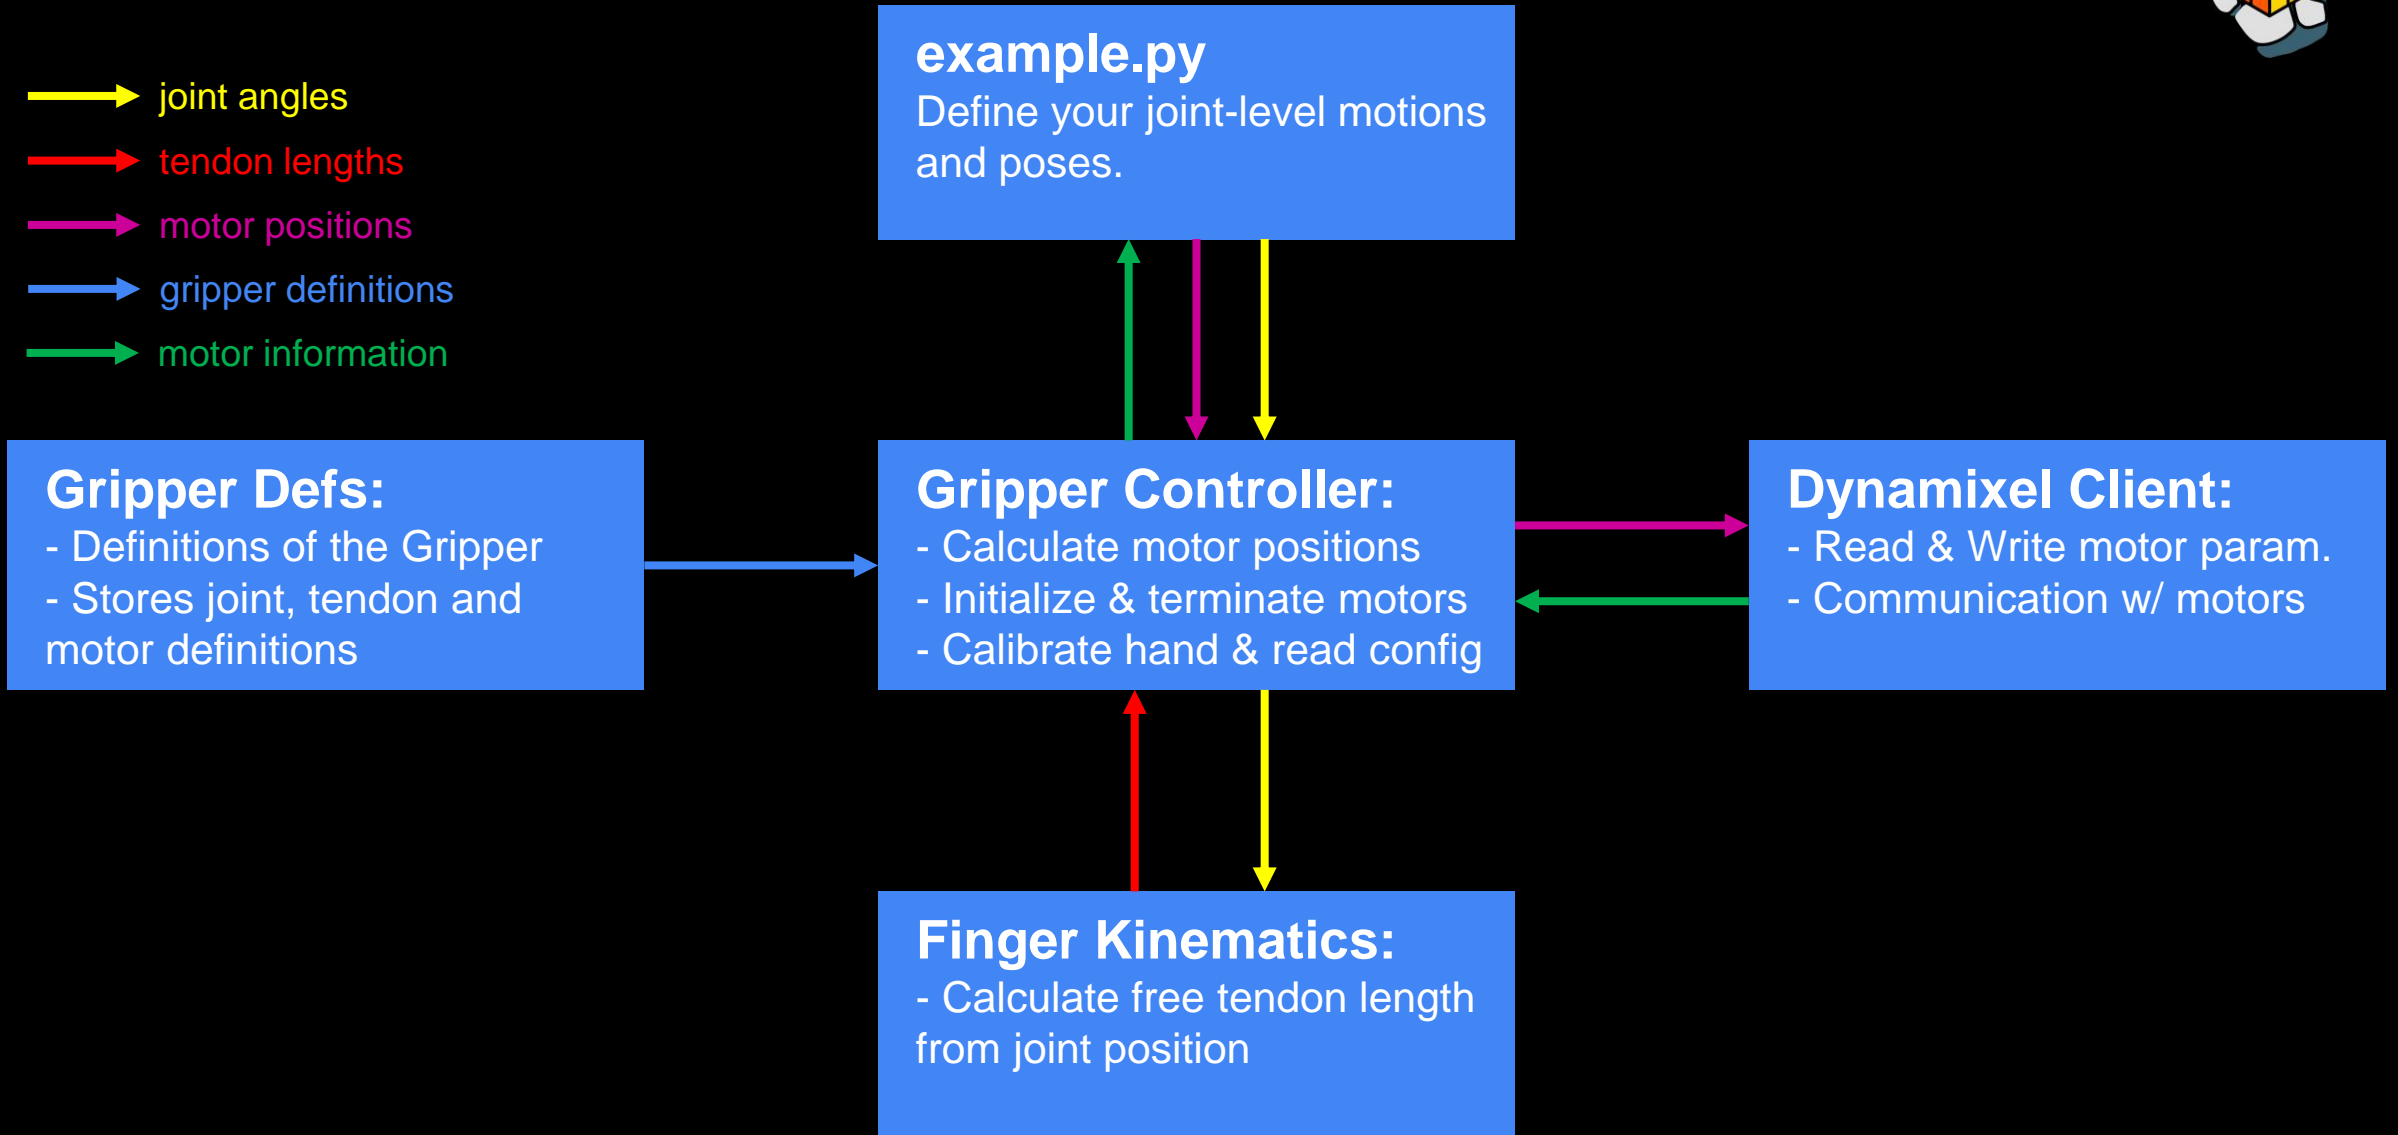 example.py
Define your joint-level motions
and poses.
joint angles
tendon lengths
motor positions
gripper definitions
motor information
Gripper Defs:
- Definitions of the Gripper
- Stores joint, tendon and
motor definitions
Gripper Controller:
- Calculate motor positions
- Initialize & terminate motors
- Calibrate hand & read config
Dynamixel Client:
- Read & Write motor param.
- Communication w/ motors
Finger Kinematics:
- Calculate free tendon length
from joint position